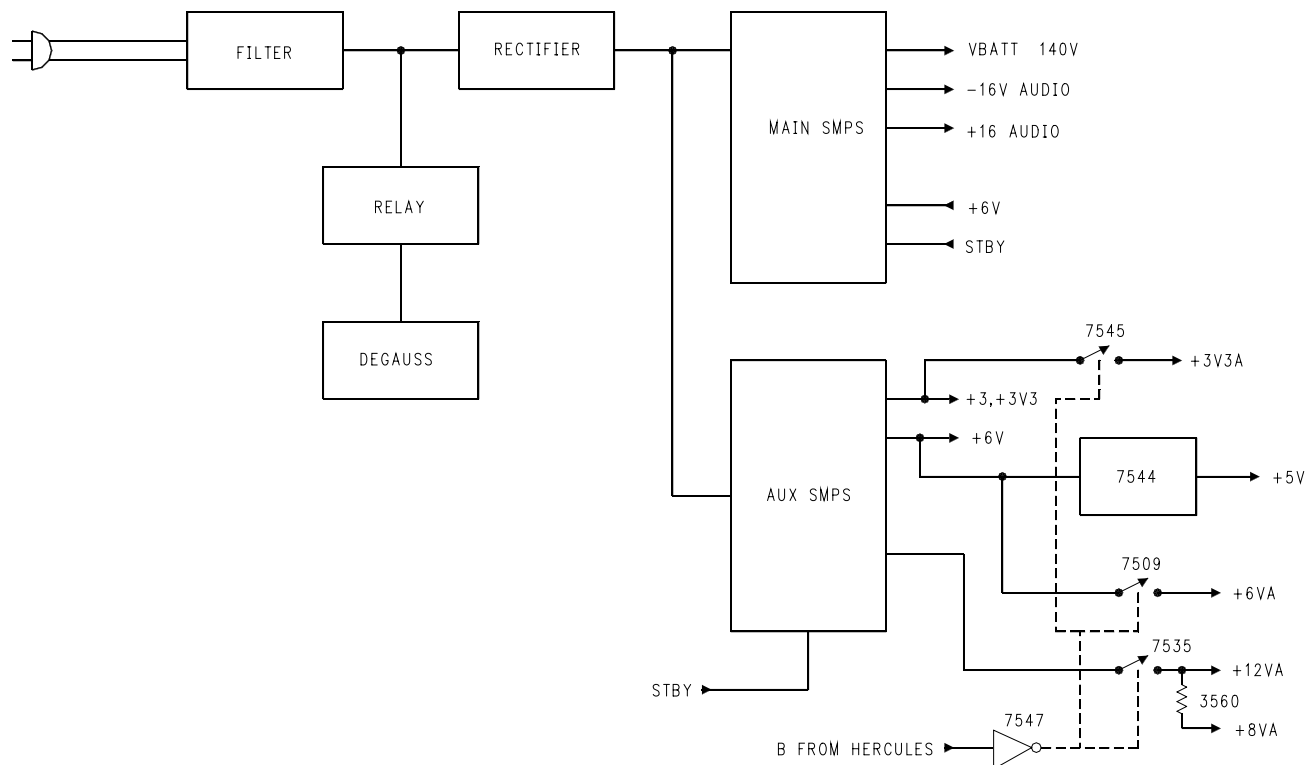 FILTER
RECTIFIER
MAIN SMPS
VBATT 140V
-16V AUDIO
+16 AUDIO
+6V
STBY
RELAY
DEGAUSS
AUX SMPS
7545
+3V3A
+3,+3V3
+6V
7544
+5V
7509
+6VA
7535
+12VA
3560
+8VA
STBY
7547
B FROM HERCULES